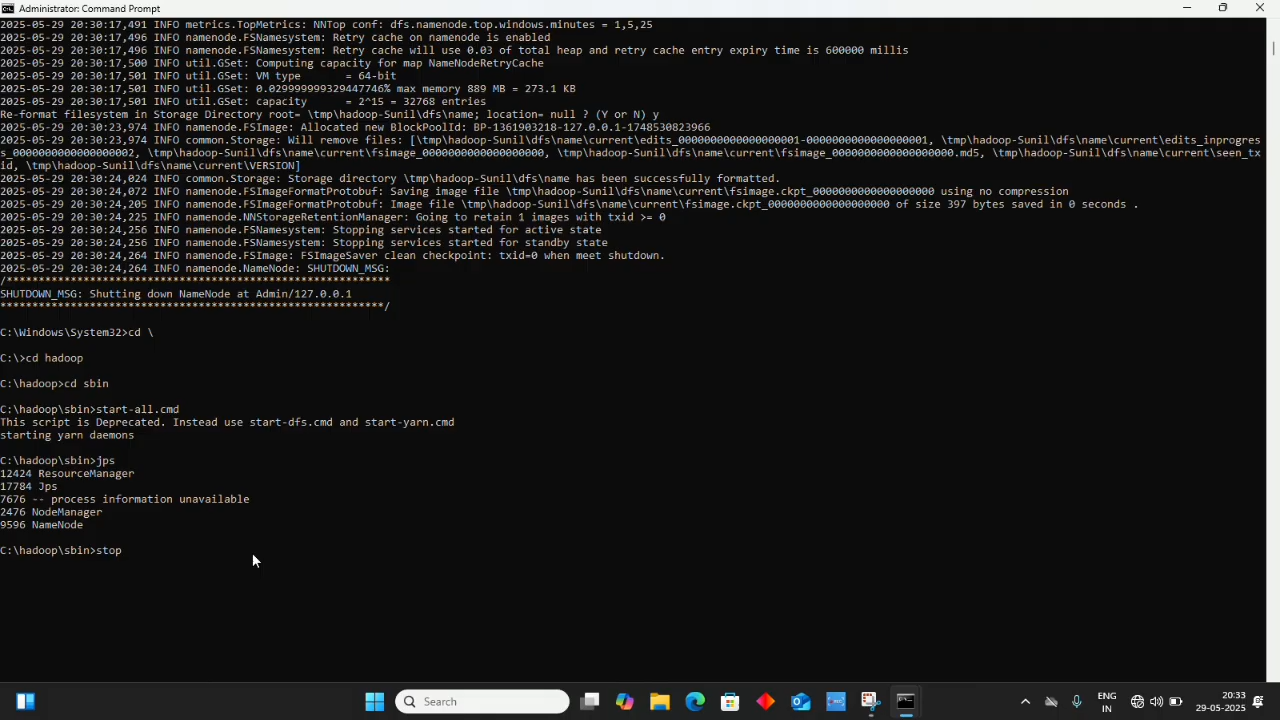 Administrator: Command Prompt
2025-05-29 20:30:17,491 INFO metrics.TopMetrics: NNTop conf: dfs.namenode.top.windows.minutes = 1,5,25
2025-05-29 20:30:17,496 INFO namenode.FSNamesystem: Retry cache on namenode is enabled
2025-05-29 20:30:17,496 INFO namenode.FSNamesystem: Retry cache will use 0.03 of total heap and retry cache entry expiry time is 600000 millis
2025-05-29 20:30:17,500 INFO util.GSet: Computing capacity for map NameNodeRetryCache
2025-05-29 20:30:17,501 INFO util.GSet: VM type       = 64-bit
2025-05-29 20:30:17,501 INFO util.GSet: 0.029999999329447746% max memory 889 MB = 273.1 KB
2025-05-29 20:30:17,501 INFO util.GSet: capacity      = 2^15 = 32768 entries
Re-format filesystem in Storage Directory root= \tmp\hadoop-Sunil\dfs\name; location= null ? (Y or N) y
2025-05-29 20:30:23,974 INFO namenode.FSImage: Allocated new BlockPoolId: BP-1361903218-127.0.0.1-1748530823966
2025-05-29 20:30:23,974 INFO common.Storage: Will remove files: [\tmp\hadoop-Sunil\dfs\name\current\edits_0000000000000000001-0000000000000000001, \tmp\hadoop-Sunil\dfs\name\current\edits_inprogres
s_0000000000000000002, \tmp\hadoop-Sunil\dfs\name\current\fsimage_0000000000000000000, \tmp\hadoop-Sunil\dfs\name\current\fsimage_0000000000000000000.md5, \tmp\hadoop-Sunil\dfs\name\current\seen_tx
id, \tmp\hadoop-Sunil\dfs\name\current\VERSION]
2025-05-29 20:30:24,024 INFO common.Storage: Storage directory \tmp\hadoop-Sunil\dfs\name has been successfully formatted.
2025-05-29 20:30:24,072 INFO namenode.FSImageFormatProtobuf: Saving image file \tmp\hadoop-Sunil\dfs\name\current\fsimage.ckpt_0000000000000000000 using no compression
2025-05-29 20:30:24,205 INFO namenode.FSImageFormatProtobuf: Image file \tmp\hadoop-Sunil\dfs\name\current\fsimage.ckpt_0000000000000000000 of size 397 bytes saved in 0 seconds .
2025-05-29 20:30:24,225 INFO namenode.NNStorageRetentionManager: Going to retain 1 images with txid >= 0
2025-05-29 20:30:24,256 INFO namenode.FSNamesystem: Stopping services started for active state
2025-05-29 20:30:24,256 INFO namenode.FSNamesystem: Stopping services started for standby state
2025-05-29 20:30:24,264 INFO namenode.FSImage: FSImageSaver clean checkpoint: txid=0 when meet shutdown.
2025-05-29 20:30:24,264 INFO namenode.NameNode: SHUTDOWN_MSG:
/************************************************************
SHUTDOWN_MSG: Shutting down NameNode at Admin/127.0.0.1
************************************************************/
C:\Windows\System32>cd \
C:\>cd hadoop
C:\hadoop>cd sbin
C:\hadoop\sbin>start-all.cmd
This script is Deprecated. Instead use start-dfs.cmd and start-yarn.cmd
starting yarn daemons
C:\hadoop\sbin>jps
12424 ResourceManager
17784 Jps
7676 -- process information unavailable
2476 NodeManager
9596 NameNode
C:\hadoop\sbin>stop
Search
ENG
IN
20:33
29-05-2025